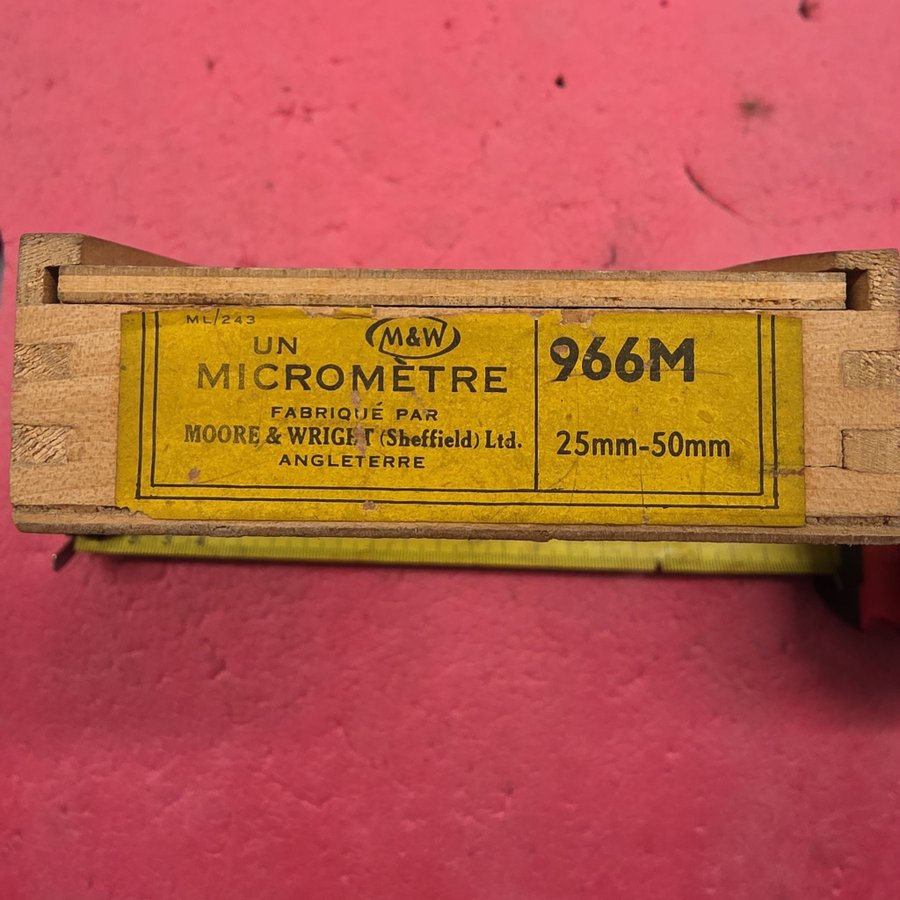 ML/243
M&W
UN
MICROMÈTRE
FABRIQUÉ PAR
MOORE & WRIGHT (Sheffield) Ltd.
ANGLETERRE
966M
25mm-50mm